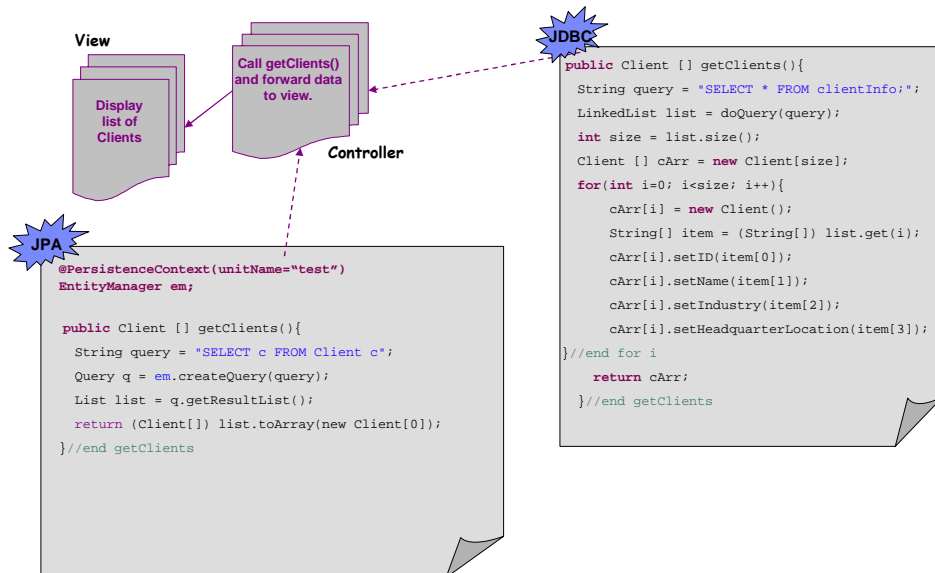 View
Display
list of
Clients
Call getClients()
and forward data
to view.
Controller
JDBC
public Client [] getClients(){
String query = "SELECT * FROM clientInfo;";
LinkedList list = doQuery(query);
int size = list.size();
Client [] cArr = new Client[size];
for(int i=0; i<size; i++){
cArr[i] = new Client();
String[] item = (String[]) list.get(i);
cArr[i].setID(item[0]);
cArr[i].setName(item[1]);
cArr[i].setIndustry(item[2]);
cArr[i].setHeadquarterLocation(item[3]);
}//end for i
return cArr;
}//end getClients
JPA
@PersistenceContext(unitName=“test”)
EntityManager em;
public Client [] getClients(){
String query = "SELECT c FROM Client c";
Query q = em.createQuery(query);
List list = q.getResultList();
return (Client[]) list.toArray(new Client[0]);
}//end getClients